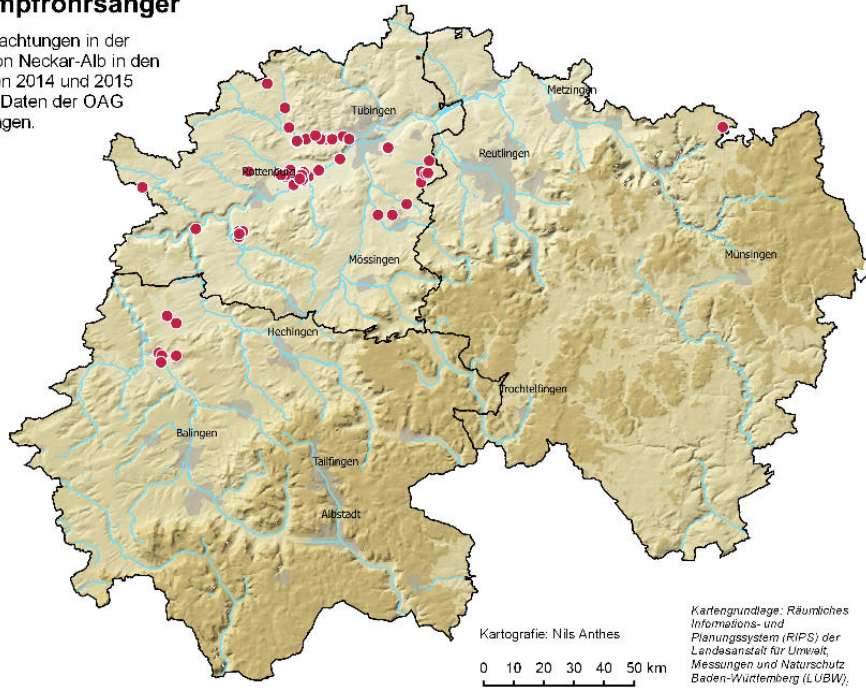 mpfrohrsänger
achtungen in der
on Neckar-Alb in den
en 2014 und 2015
Daten der OAG
ngen.
Tübingen
Metzingen
Reutlingen
Rottenburg
Mössingen
Münsingen
Hechingen
Trochtelfingen
Balingen
Tailfingen
Albstadt
Kartografie: Nils Anthes
0 10 20 30 40 50 km
Kartengrundlage: Räumliches
Informations- und
Planungssystem (RIPS) der
Landesanstalt für Umwelt,
Messungen und Naturschutz
Baden-Württemberg (LUBW),